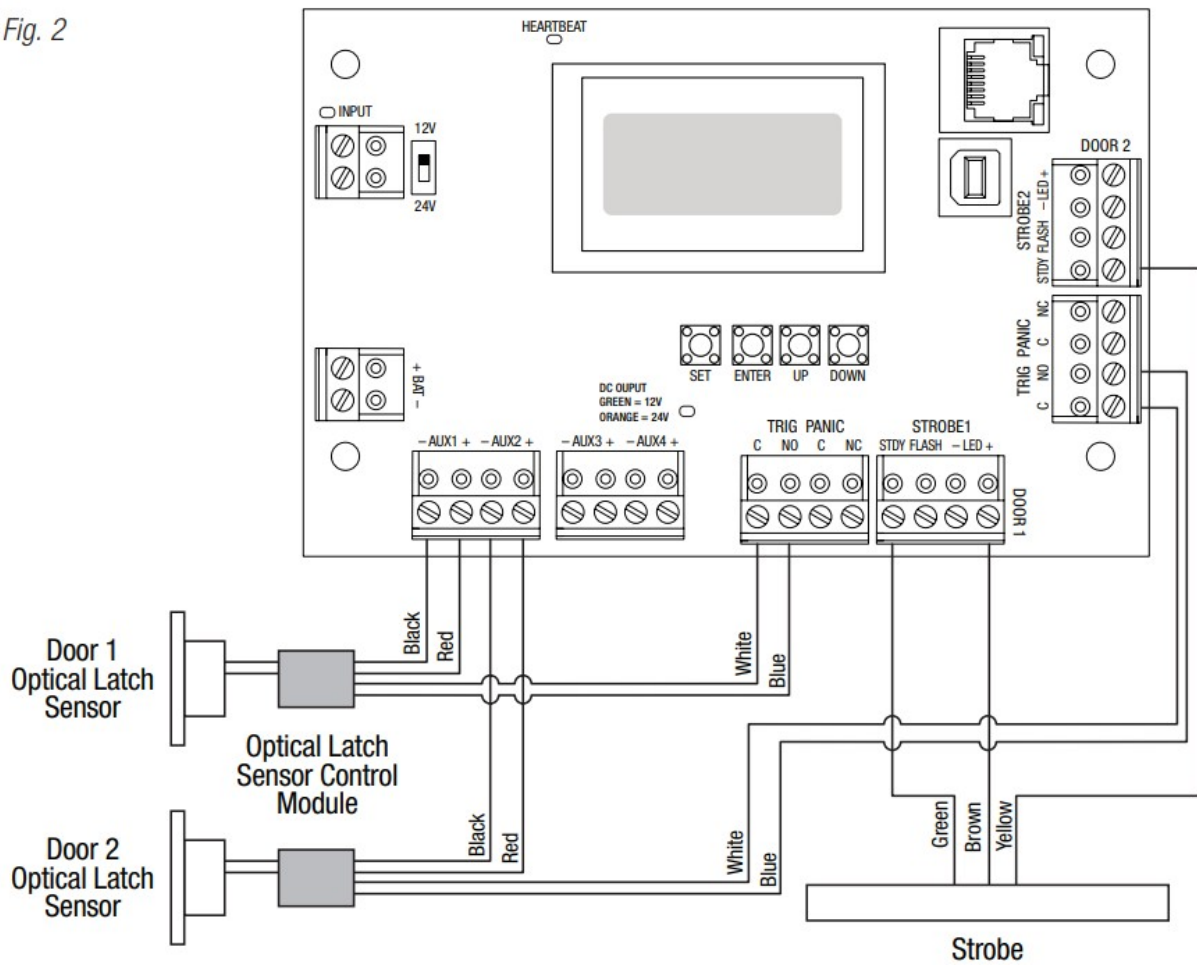 Fig. 2
HEARTBEAT
INPUT
12V
24V
DOOR 2
STROBE2
STDY FLASH - LED +
TRIG PANIC
C NO C NC
+ BAT -
SET ENTER UP DOWN
DC OUPUT
GREEN = 12V
ORANGE = 24V
- AUX1 + - AUX2 +
- AUX3 + - AUX4 +
TRIG PANIC
C NO C NC
STROBE1
STDY FLASH - LED +
DOOR 1
Black
Red
White
Blue
Door 1
Optical Latch
Sensor
Optical Latch
Sensor Control
Module
Black
Red
White
Blue
Green
Brown
Yellow
Door 2
Optical Latch
Sensor
Strobe